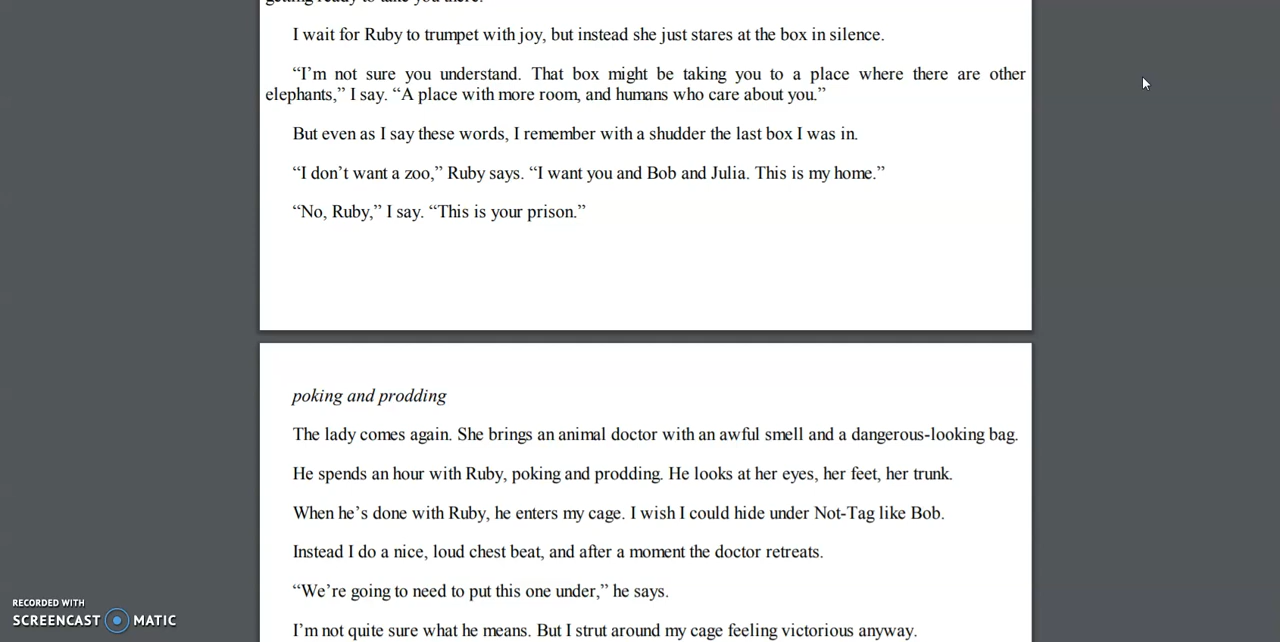 getting ready to take you there.”
I wait for Ruby to trumpet with joy, but instead she just stares at the box in silence.
“I’m not sure you understand. That box might be taking you to a place where there are other
elephants,” I say. “A place with more room, and humans who care about you.”
But even as I say these words, I remember with a shudder the last box I was in.
“I don’t want a zoo,” Ruby says. “I want you and Bob and Julia. This is my home.”
“No, Ruby,” I say. “This is your prison.”
poking and prodding
The lady comes again. She brings an animal doctor with an awful smell and a dangerous-looking bag.
He spends an hour with Ruby, poking and prodding. He looks at her eyes, her feet, her trunk.
When he’s done with Ruby, he enters my cage. I wish I could hide under Not-Tag like Bob.
Instead I do a nice, loud chest beat, and after a moment the doctor retreats.
“We’re going to need to put this one under,” he says.
I’m not quite sure what he means. But I strut around my cage feeling victorious anyway.
RECORDED WITH
SCREENCAST MATIC